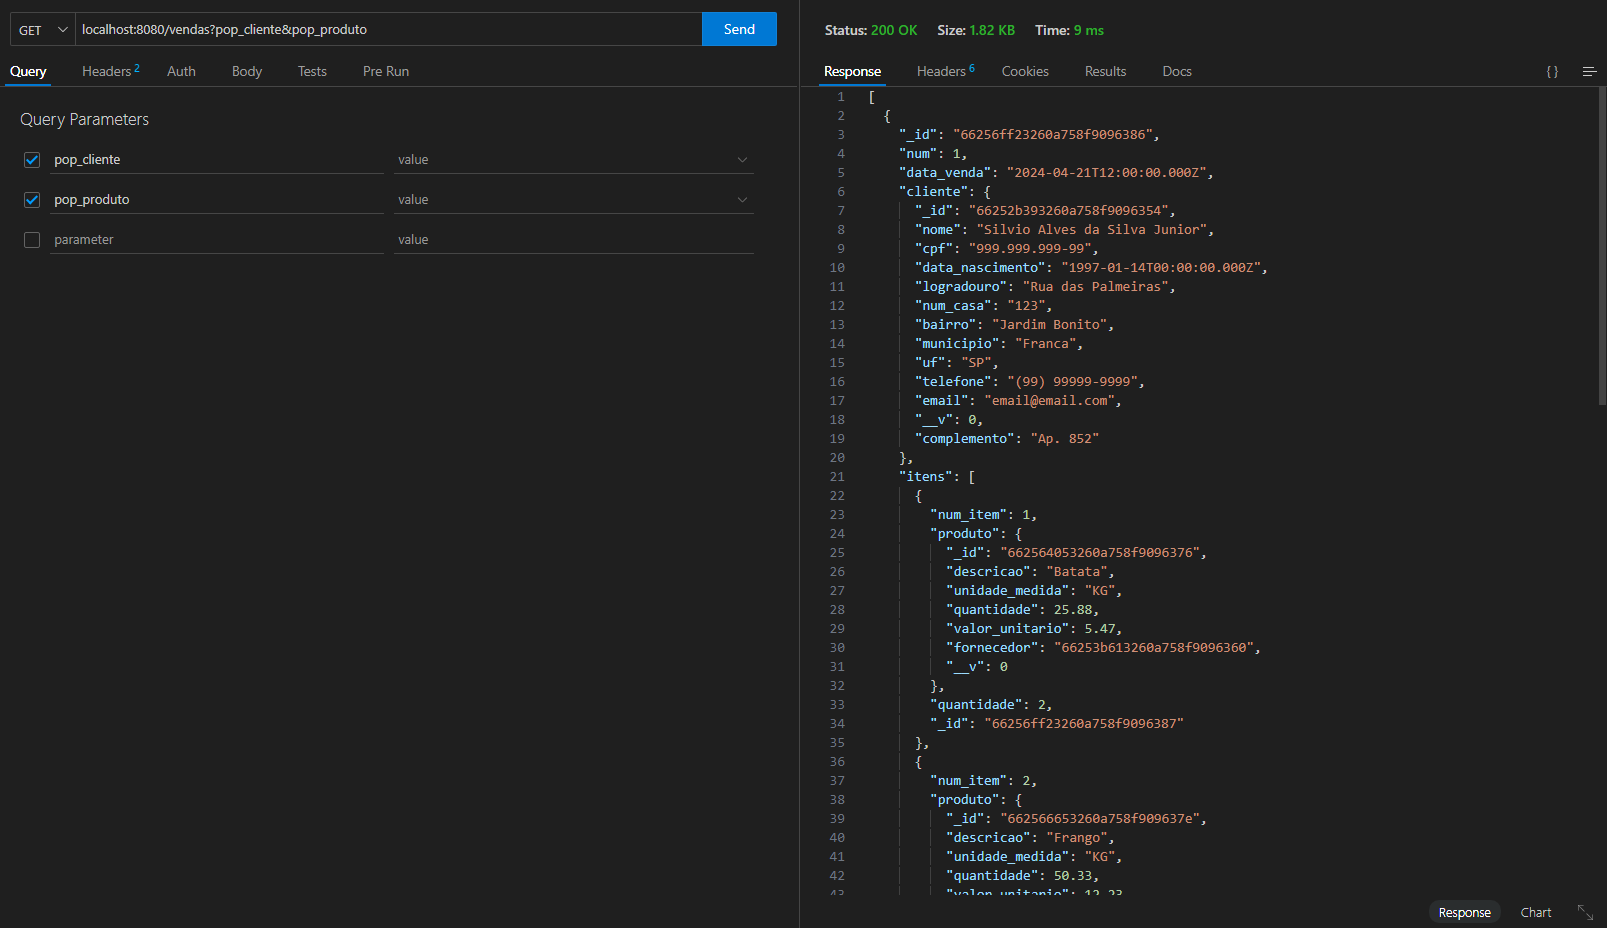 GET
localhost:8080/vendas?pop_cliente&pop_produto
Send
Query
Headers 2
Auth
Body
Tests
Pre Run
Query Parameters
pop_cliente value
pop_produto value
parameter value
Status: 200 OK Size: 1.82 KB Time: 9 ms
Response
Headers 6
Cookies
Results
Docs
{ }
1 [
2 {
3 "_id": "66256ff23260a758f9096386",
4 "num": 1,
5 "data_venda": "2024-04-21T12:00:00.000Z",
6 "cliente": {
7 "_id": "66252b393260a758f9096354",
8 "nome": "Silvio Alves da Silva Junior",
9 "cpf": "999.999.999-99",
10 "data_nascimento": "1997-01-14T00:00:00.000Z",
11 "logradouro": "Rua das Palmeiras",
12 "num_casa": "123",
13 "bairro": "Jardim Bonito",
14 "municipio": "Franca",
15 "uf": "SP",
16 "telefone": "(99) 99999-9999",
17 "email": "email@email.com",
18 "__v": 0,
19 "complemento": "Ap. 852"
20 },
21 "itens": [
22 {
23 "num_item": 1,
24 "produto": {
25 "_id": "662564053260a758f9096376",
26 "descricao": "Batata",
27 "unidade_medida": "KG",
28 "quantidade": 25.88,
29 "valor_unitario": 5.47,
30 "fornecedor": "66253b613260a758f9096360",
31 "__v": 0
32 },
33 "quantidade": 2,
34 "_id": "66256ff23260a758f9096387"
35 },
36 {
37 "num_item": 2,
38 "produto": {
39 "_id": "662566653260a758f909637e",
40 "descricao": "Frango",
41 "unidade_medida": "KG",
42 "quantidade": 50.33,
43 "valor_unitario": 12.23
Response
Chart